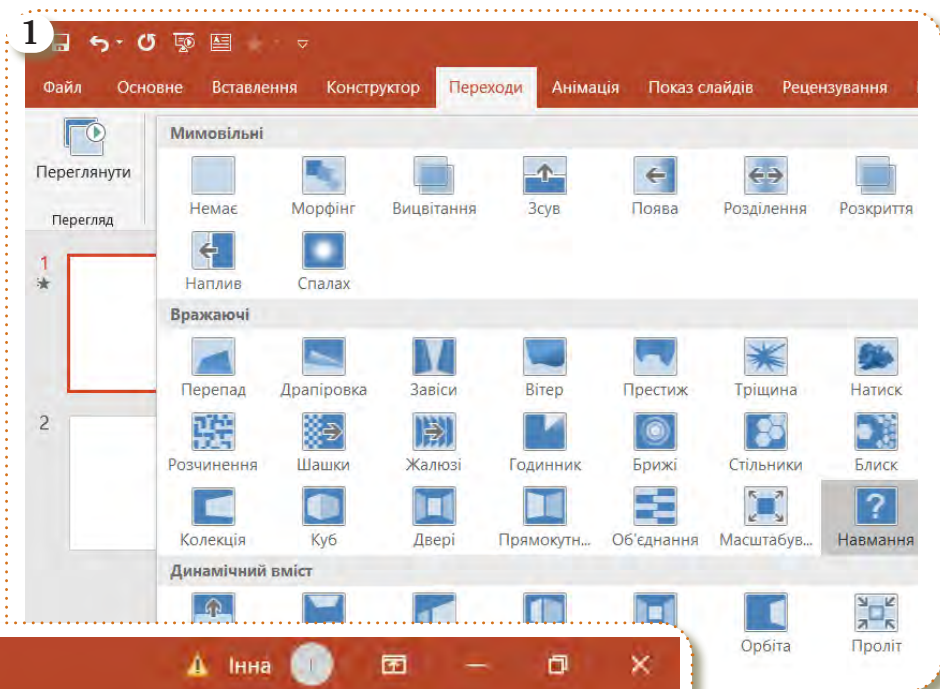 1
Файл Основне Вставлення Конструктор Переходи Анімація Показ слайдів Рецензування
Переглянути
Перегляд
1
2
Мимовільні
Немає Морфінг Вицвітання Зсув Поява Розділення Розкриття
Наплив Спалах
Вражаючі
Перепад Драпіровка Завіси Вітер Престиж Тріщина Натиск
Розчинення Шашки Жалюзі Годинник Брижі Стільники Блиск
Колекція Куб Двері Прямокутн... Об'єднання Масштабув... Навмання
Динамічний вміст
Орбіта Проліт
Інна І